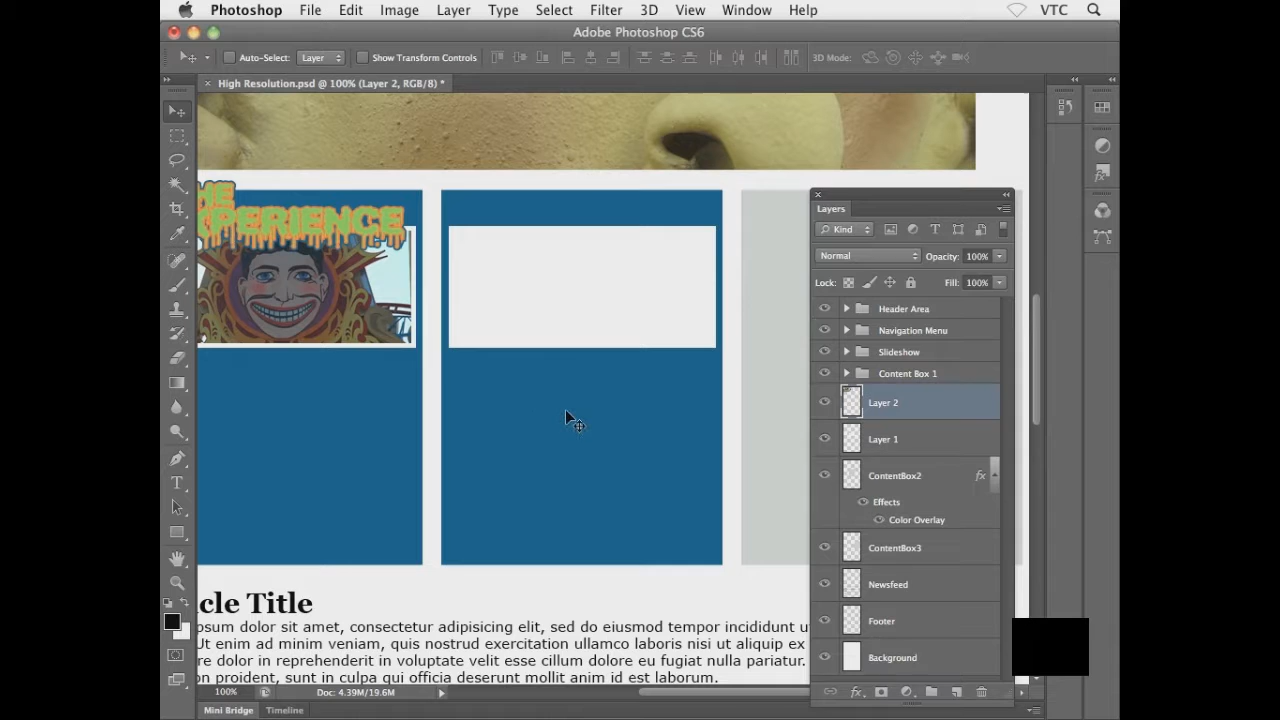 Photoshop File Edit Image Layer Type Select Filter 3D View Window Help VTC
Adobe Photoshop CS6
Auto-Select: Layer Show Transform Controls 3D Mode:
High Resolution.psd @ 100% (Layer 2, RGB/8) *
HE
XPERIENCE
Layers
Kind
Normal Opacity: 100%
Lock: Fill: 100%
Header Area
Navigation Menu
Slideshow
Content Box 1
Layer 2
Layer 1
ContentBox2 fx
Effects
Color Overlay
ContentBox3
Newsfeed
Footer
Background
cle Title
psum dolor sit amet, consectetur adipisicing elit, sed do eiusmod tempor incididunt u
Ut enim ad minim veniam, quis nostrud exercitation ullamco laboris nisi ut aliquip ex
re dolor in reprehenderit in voluptate velit esse cillum dolore eu fugiat nulla pariatur.
on proident, sunt in culpa qui officia deserunt mollit anim id est laborum.
100% Doc: 4.39M/19.6M
Mini Bridge Timeline